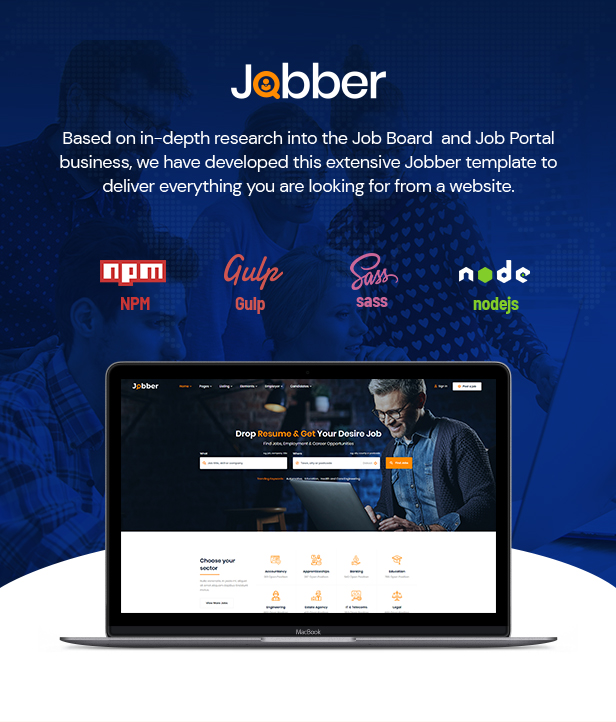 Jobber
Based on in-depth research into the Job Board and Job Portal
business, we have developed this extensive Jobber template to
deliver everything you are looking for from a website.
npm Gulp Sass node
NPM Gulp sass nodejs
Jobber Home Pages Listing Elements Employer Candidates Sign in Post a job
Drop Resume & Get Your Desire Job
Find Jobs, Employment & Career Opportunities
What Where
Find Jobs
Choose your
sector
Accountancy Apprenticeships Banking Education
View More Jobs
Engineering Estate Agency IT & Telecoms Legal
MacBook